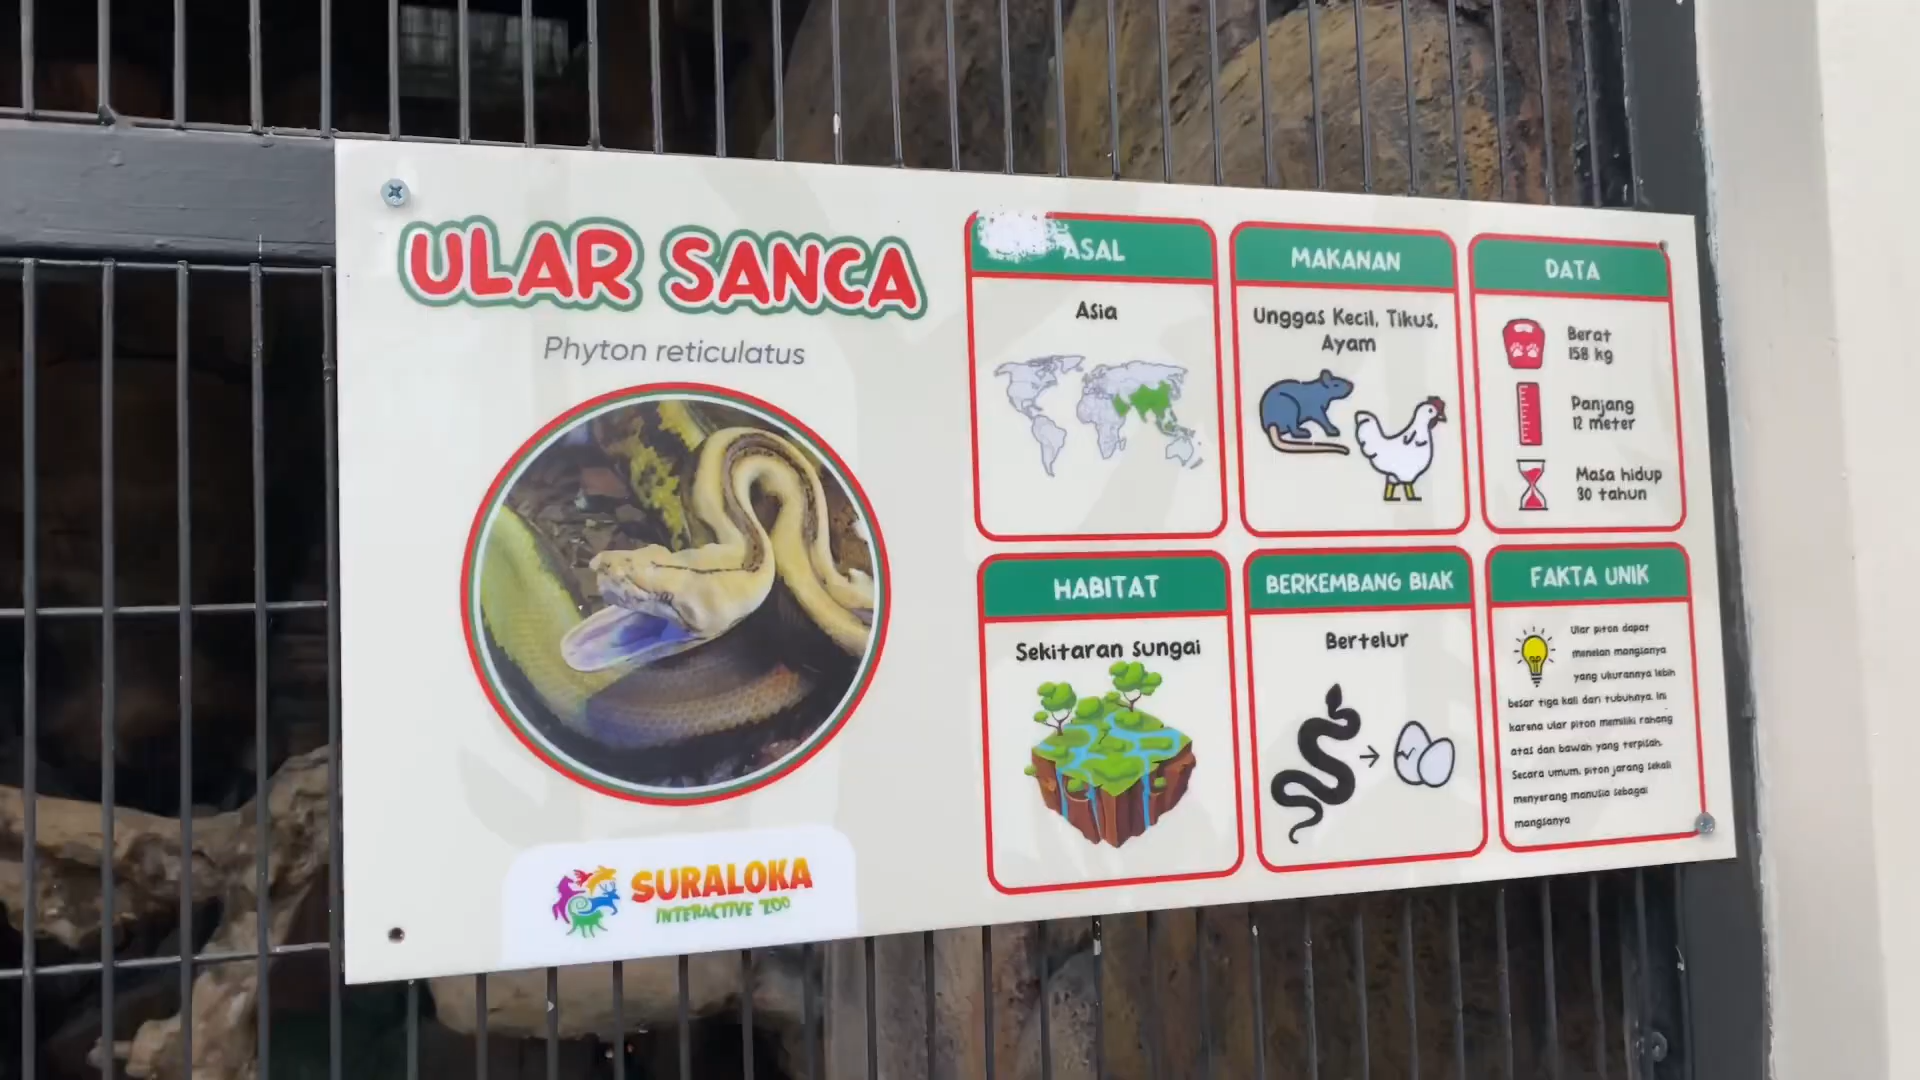 ULAR SANCA
Phyton reticulatus
SURALOKA
INTERACTIVE ZOO
ASAL
Asia
MAKANAN
Unggas Kecil, Tikus,
Ayam
DATA
Berat
158 kg
Panjang
12 meter
Masa hidup
30 tahun
HABITAT
Sekitaran sungai
BERKEMBANG BIAK
Bertelur
FAKTA UNIK
Ular piton dapat
menelan mangsanya
yang ukurannya lebih
besar tiga kali dari tubuhnya. Ini
karena ular piton memiliki rahang
atas dan bawah yang terpisah.
Secara umum, piton jarang sekali
menyerang manusia sebagai
mangsanya